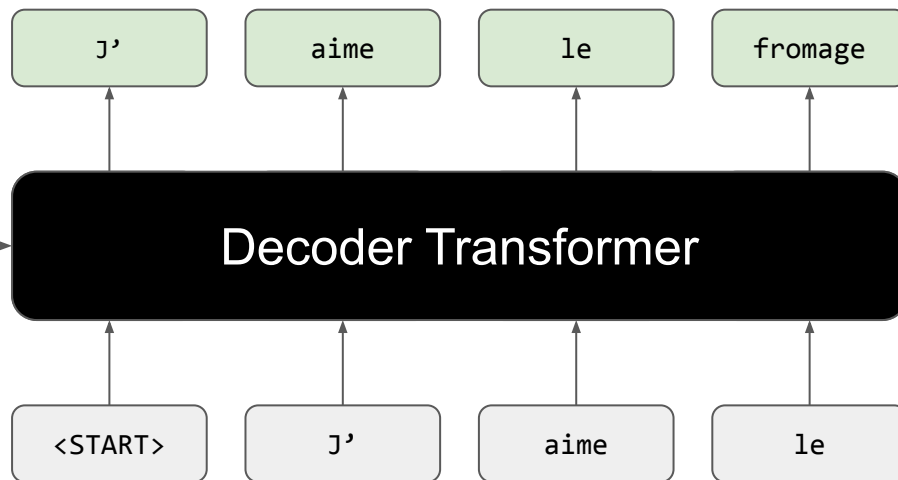 J’ aime le fromage
Decoder Transformer
<START> J’ aime le